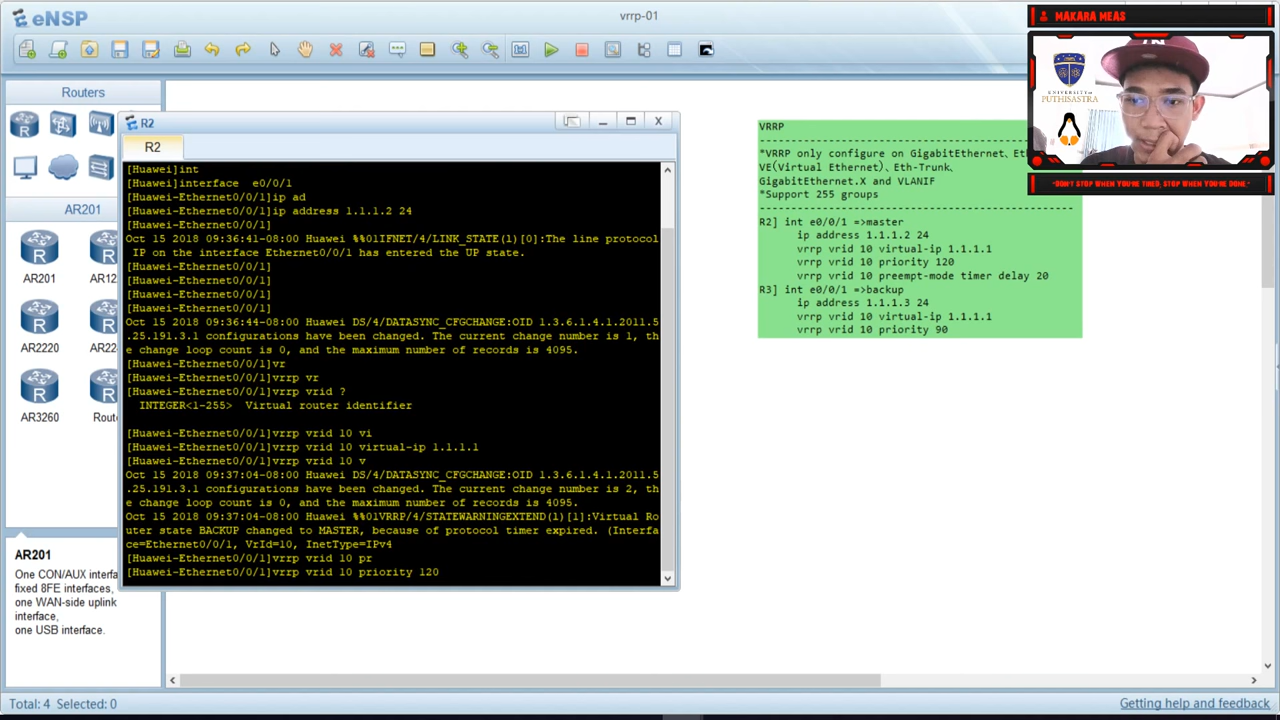 eNSP
vrrp-01
MAKARA MEAS
UNIVERSITY of
PUTHISASTRA
"DON'T STOP WHEN YOU'RE TIRED, STOP WHEN YOU'RE DONE."
Routers
AR201
AR201
AR12
AR2220
AR22
AR3260
Rou
AR201
One CON/AUX interfa
fixed 8FE interfaces,
one WAN-side uplink
interface,
one USB interface.
R2
R2
[Huawei]int
[Huawei]interface  e0/0/1
[Huawei-Ethernet0/0/1]ip ad
[Huawei-Ethernet0/0/1]ip address 1.1.1.2 24
[Huawei-Ethernet0/0/1]
Oct 15 2018 09:36:41-08:00 Huawei %%01IFNET/4/LINK_STATE(l)[0]:The line protocol
IP on the interface Ethernet0/0/1 has entered the UP state.
[Huawei-Ethernet0/0/1]
[Huawei-Ethernet0/0/1]
[Huawei-Ethernet0/0/1]
[Huawei-Ethernet0/0/1]
Oct 15 2018 09:36:44-08:00 Huawei DS/4/DATASYNC_CFGCHANGE:OID 1.3.6.1.4.1.2011.5
.25.191.3.1 configurations have been changed. The current change number is 1, th
e change loop count is 0, and the maximum number of records is 4095.
[Huawei-Ethernet0/0/1]vr
[Huawei-Ethernet0/0/1]vrrp vr
[Huawei-Ethernet0/0/1]vrrp vrid ?
INTEGER<1-255>  Virtual router identifier
[Huawei-Ethernet0/0/1]vrrp vrid 10 vi
[Huawei-Ethernet0/0/1]vrrp vrid 10 virtual-ip 1.1.1.1
[Huawei-Ethernet0/0/1]vrrp vrid 10 v
Oct 15 2018 09:37:04-08:00 Huawei DS/4/DATASYNC_CFGCHANGE:OID 1.3.6.1.4.1.2011.5
.25.191.3.1 configurations have been changed. The current change number is 2, th
e change loop count is 0, and the maximum number of records is 4095.
Oct 15 2018 09:37:04-08:00 Huawei %%01VRRP/4/STATEWARNINGEXTEND(l)[1]:Virtual Ro
uter state BACKUP changed to MASTER, because of protocol timer expired. (Interfa
ce=Ethernet0/0/1, VrId=10, InetType=IPv4
[Huawei-Ethernet0/0/1]vrrp vrid 10 pr
[Huawei-Ethernet0/0/1]vrrp vrid 10 priority 120
VRRP
*VRRP only configure on GigabitEthernet、Eth
VE(Virtual Ethernet)、Eth-Trunk、
GigabitEthernet.X and VLANIF
*Support 255 groups
R2] int e0/0/1 =>master
ip address 1.1.1.2 24
vrrp vrid 10 virtual-ip 1.1.1.1
vrrp vrid 10 priority 120
vrrp vrid 10 preempt-mode timer delay 20
R3] int e0/0/1 =>backup
ip address 1.1.1.3 24
vrrp vrid 10 virtual-ip 1.1.1.1
vrrp vrid 10 priority 90
Total: 4 Selected: 0
Getting help and feedback